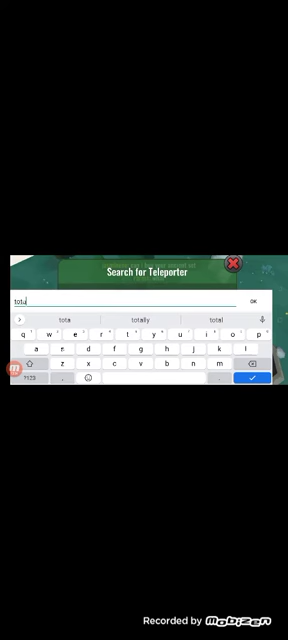 Search for Teleporter
tota
OK
tota totally total
q w e r t y u i o p
a s d f g h j k l
z x c v b n m
?123 , .
Recorded by mobizen